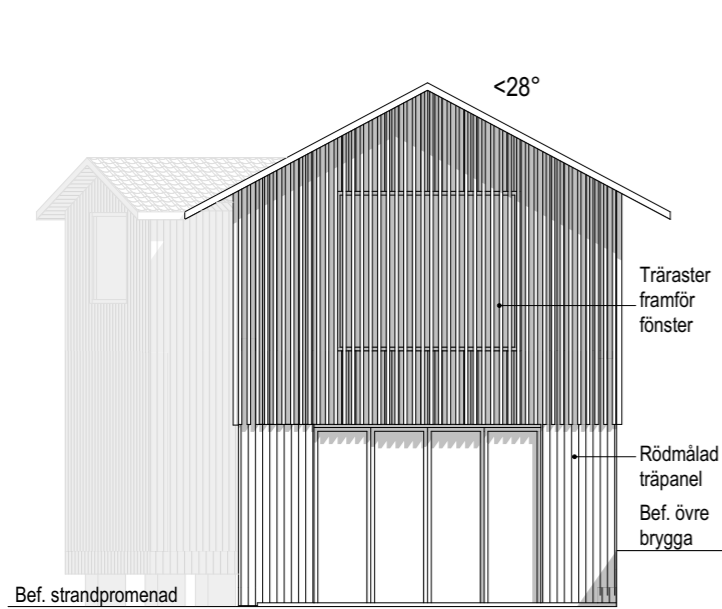 <28°
Träraster
framför
fönster
Rödmålad
träpanel
Bef. övre
brygga
Bef. strandpromenad